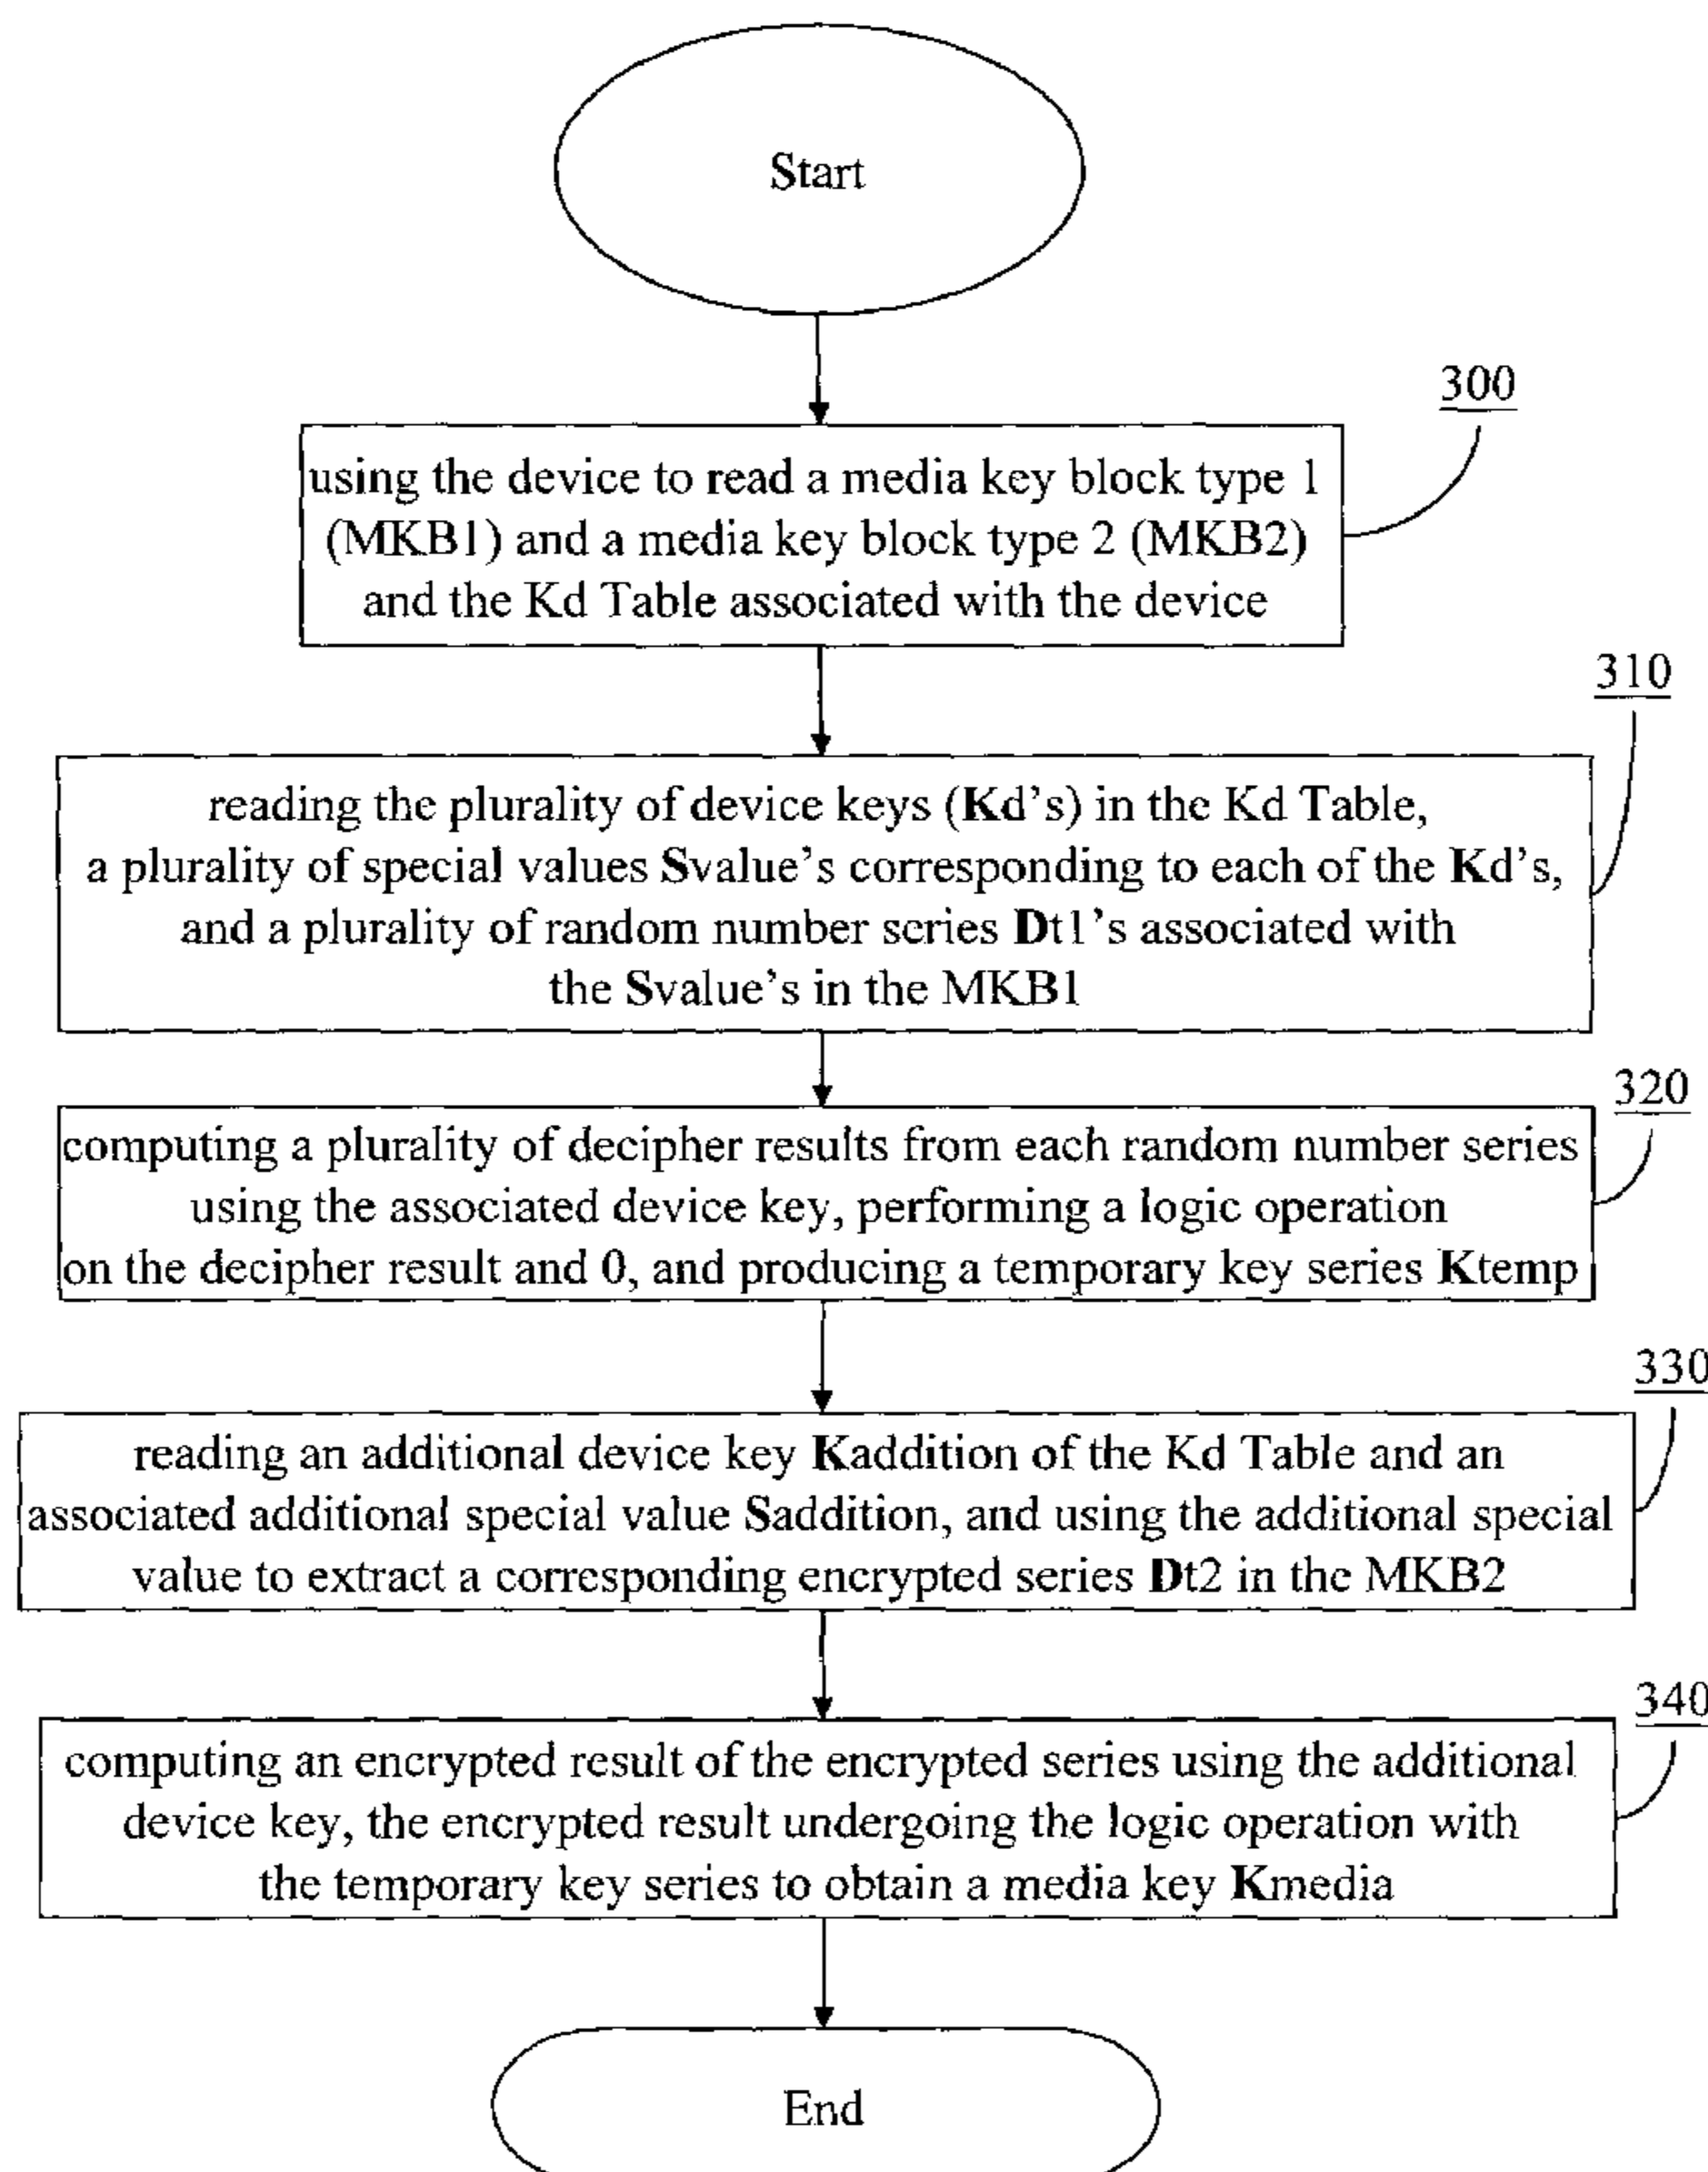 Start
300
using the device to read a media key block type 1
(MKB1) and a media key block type 2 (MKB2)
and the Kd Table associated with the device
310
reading the plurality of device keys (Kd's) in the Kd Table,
a plurality of special values Svalue's corresponding to each of the Kd's,
and a plurality of random number series Dt1's associated with
the Svalue's in the MKB1
320
computing a plurality of decipher results from each random number series
using the associated device key, performing a logic operation
on the decipher result and 0, and producing a temporary key series Ktemp
330
reading an additional device key Kaddition of the Kd Table and an
associated additional special value Saddition, and using the additional special
value to extract a corresponding encrypted series Dt2 in the MKB2
340
computing an encrypted result of the encrypted series using the additional
device key, the encrypted result undergoing the logic operation with
the temporary key series to obtain a media key Kmedia
End